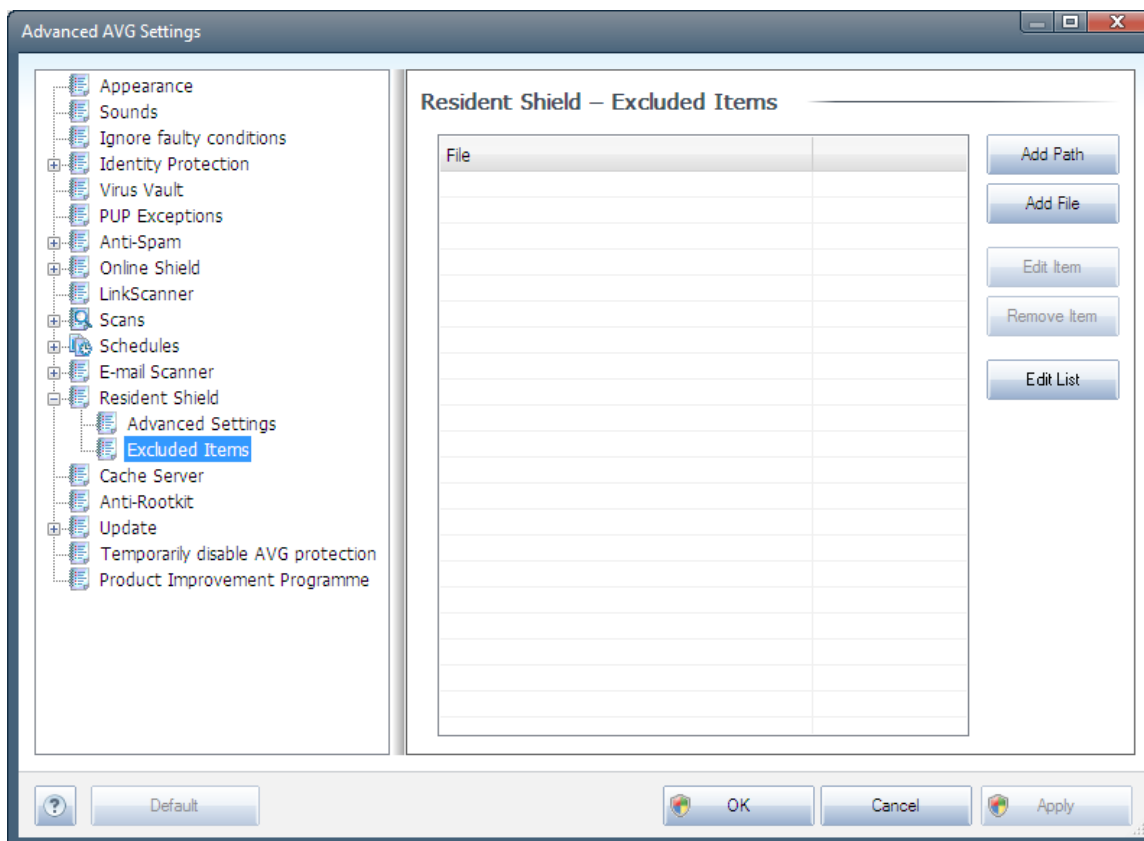 Advanced AVG Settings
Appearance
Sounds
Ignore faulty conditions
Identity Protection
Virus Vault
PUP Exceptions
Anti-Spam
Online Shield
LinkScanner
Scans
Schedules
E-mail Scanner
Resident Shield
Advanced Settings
Excluded Items
Cache Server
Anti-Rootkit
Update
Temporarily disable AVG protection
Product Improvement Programme
Resident Shield – Excluded Items
File
Add Path
Add File
Edit Item
Remove Item
Edit List
?
Default
OK
Cancel
Apply